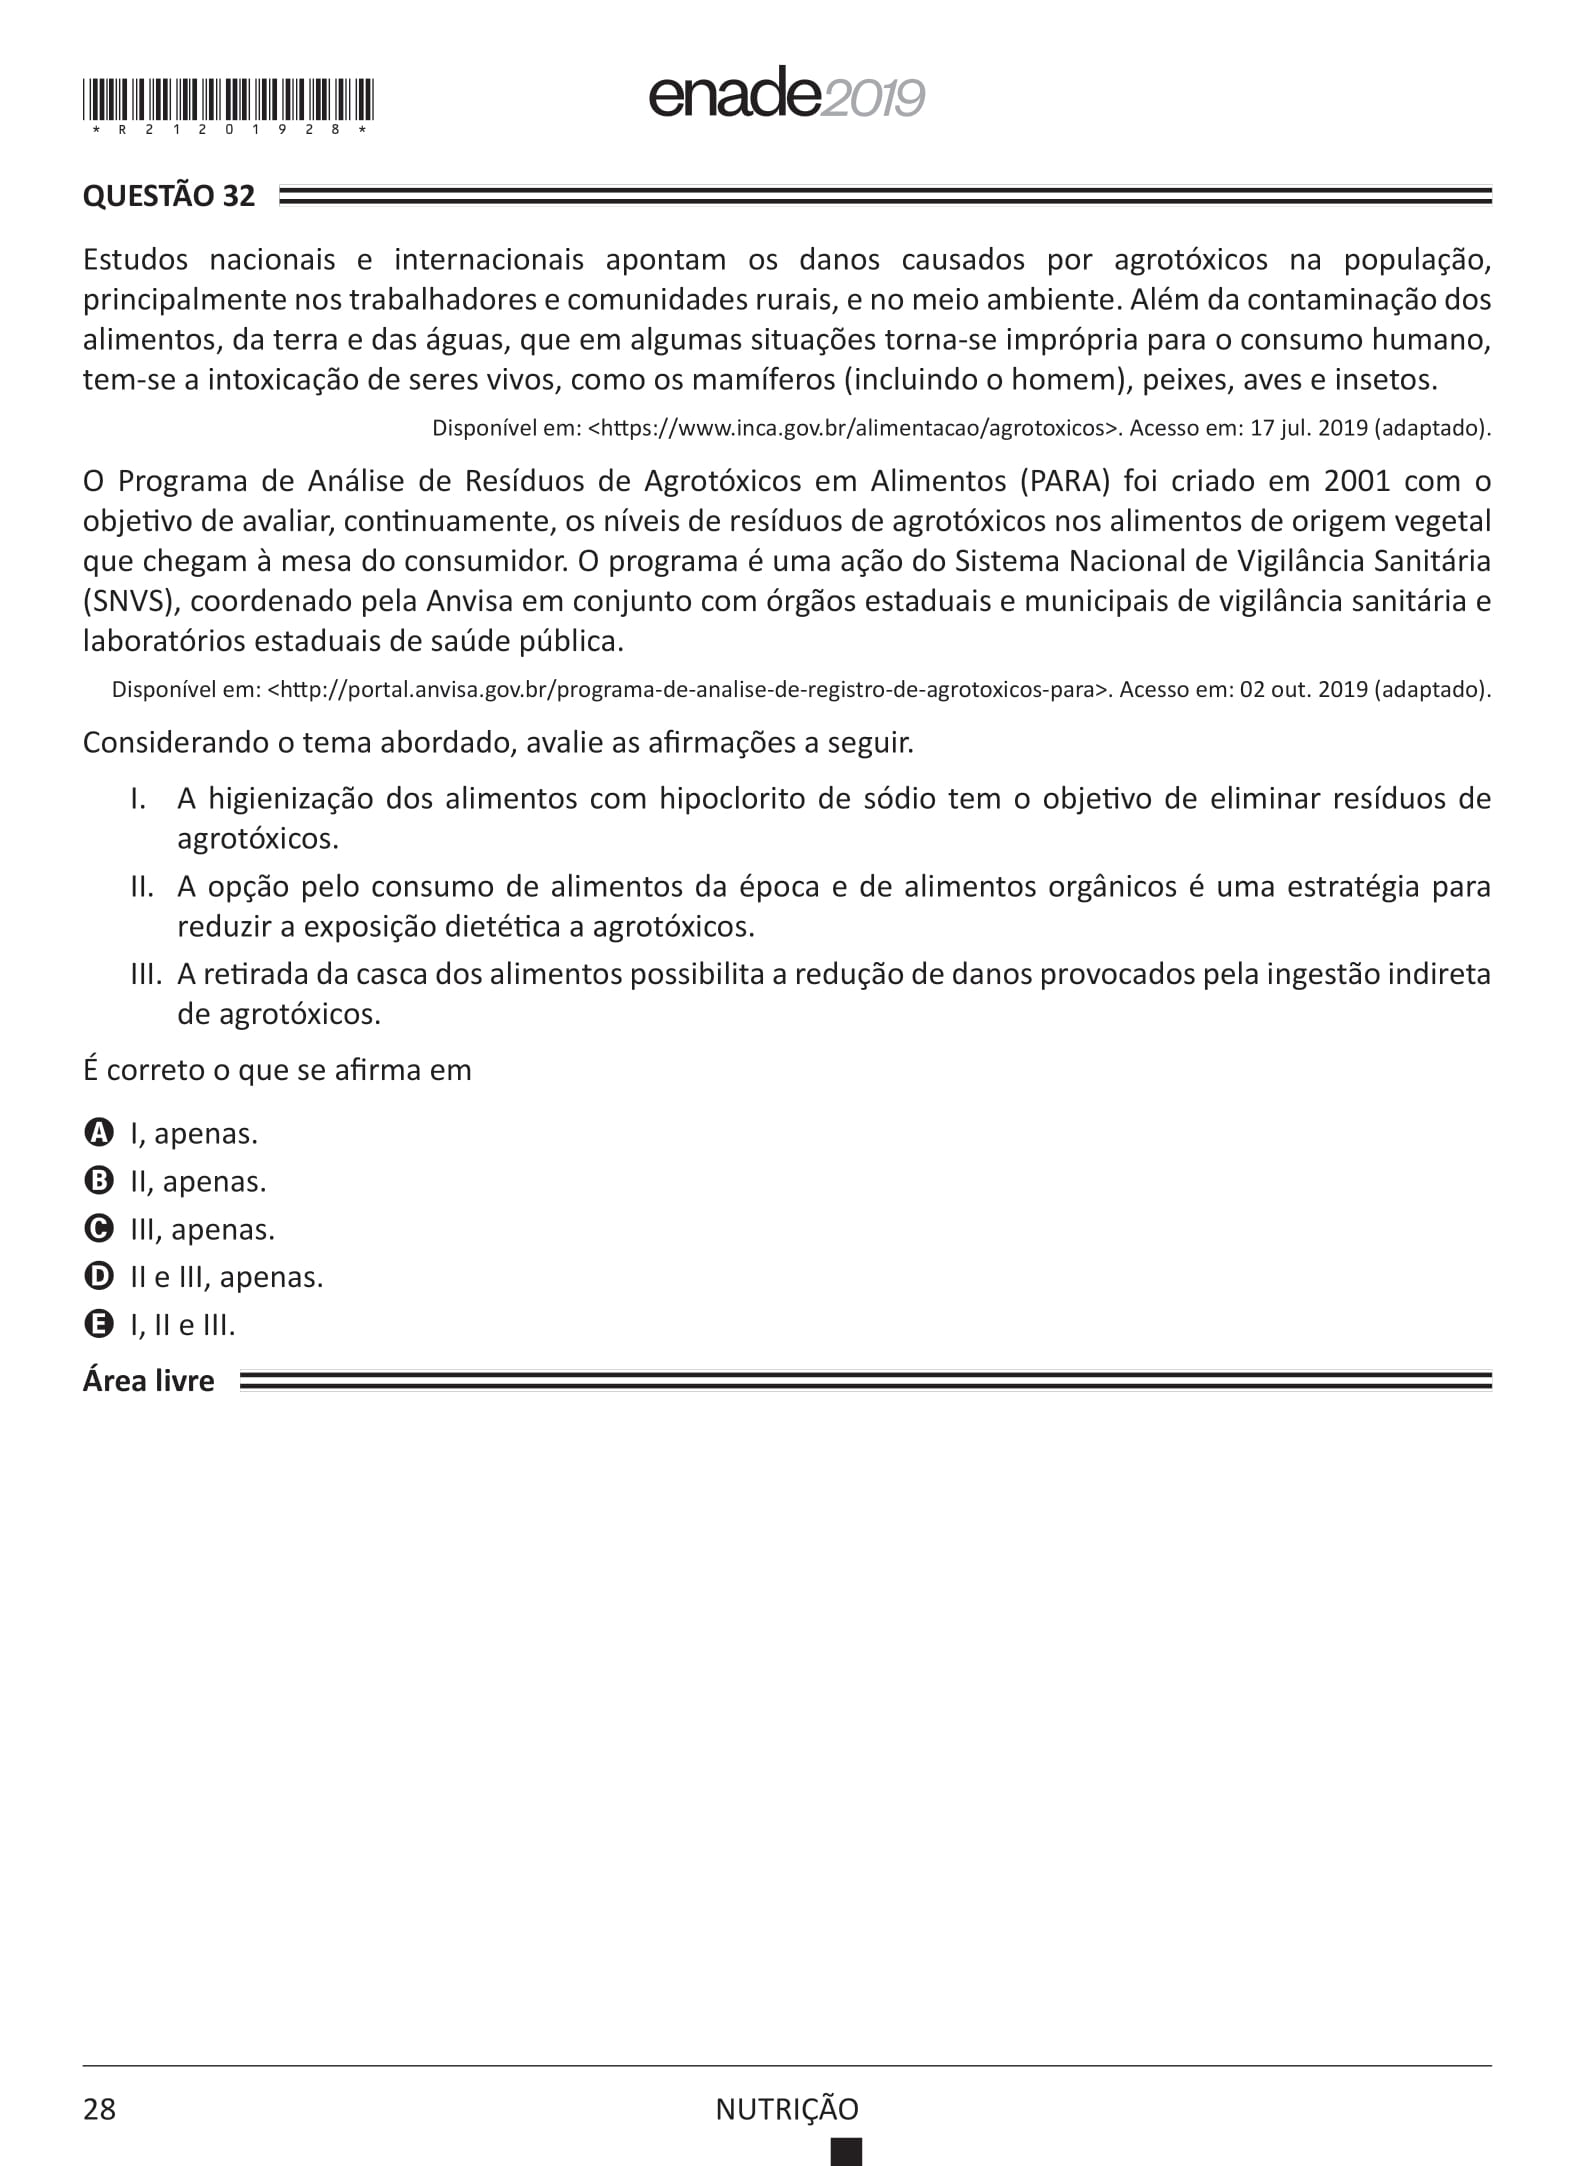 *R21201928*
enade2019
QUESTÃO 32
Estudos nacionais e internacionais apontam os danos causados por agrotóxicos na população,
principalmente nos trabalhadores e comunidades rurais, e no meio ambiente. Além da contaminação dos
alimentos, da terra e das águas, que em algumas situações torna-se imprópria para o consumo humano,
tem-se a intoxicação de seres vivos, como os mamíferos (incluindo o homem), peixes, aves e insetos.
Disponível em: <https://www.inca.gov.br/alimentacao/agrotoxicos>. Acesso em: 17 jul. 2019 (adaptado).
O Programa de Análise de Resíduos de Agrotóxicos em Alimentos (PARA) foi criado em 2001 com o
objetivo de avaliar, continuamente, os níveis de resíduos de agrotóxicos nos alimentos de origem vegetal
que chegam à mesa do consumidor. O programa é uma ação do Sistema Nacional de Vigilância Sanitária
(SNVS), coordenado pela Anvisa em conjunto com órgãos estaduais e municipais de vigilância sanitária e
laboratórios estaduais de saúde pública.
Disponível em: <http://portal.anvisa.gov.br/programa-de-analise-de-registro-de-agrotoxicos-para>. Acesso em: 02 out. 2019 (adaptado).
Considerando o tema abordado, avalie as afirmações a seguir.
I. A higienização dos alimentos com hipoclorito de sódio tem o objetivo de eliminar resíduos de
agrotóxicos.
II. A opção pelo consumo de alimentos da época e de alimentos orgânicos é uma estratégia para
reduzir a exposição dietética a agrotóxicos.
III. A retirada da casca dos alimentos possibilita a redução de danos provocados pela ingestão indireta
de agrotóxicos.
É correto o que se afirma em
A I, apenas.
B II, apenas.
C III, apenas.
D II e III, apenas.
E I, II e III.
Área livre
28
NUTRIÇÃO